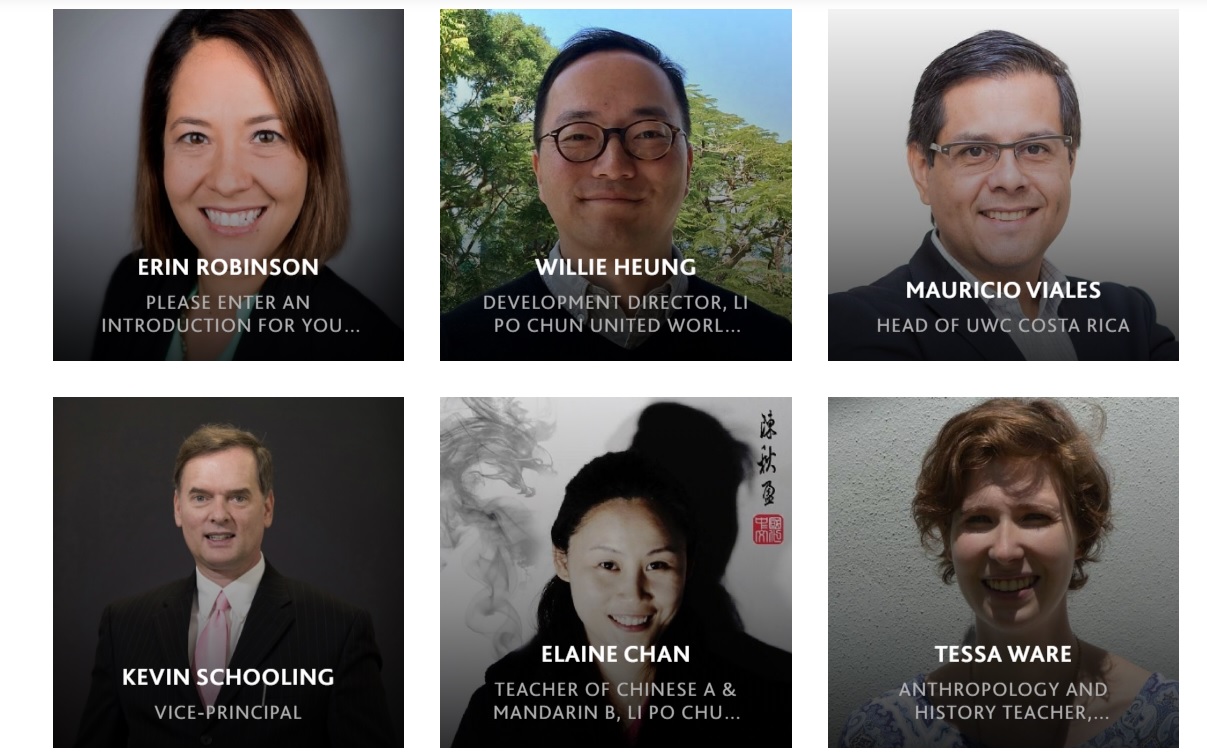 ERIN ROBINSON
PLEASE ENTER AN
INTRODUCTION FOR YOU...
WILLIE HEUNG
DEVELOPMENT DIRECTOR, LI
PO CHUN UNITED WORL...
MAURICIO VIALES
HEAD OF UWC COSTA RICA
KEVIN SCHOOLING
VICE-PRINCIPAL
陳秋盈
ELAINE CHAN
TEACHER OF CHINESE A &
MANDARIN B, LI PO CHU...
TESSA WARE
ANTHROPOLOGY AND
HISTORY TEACHER,...